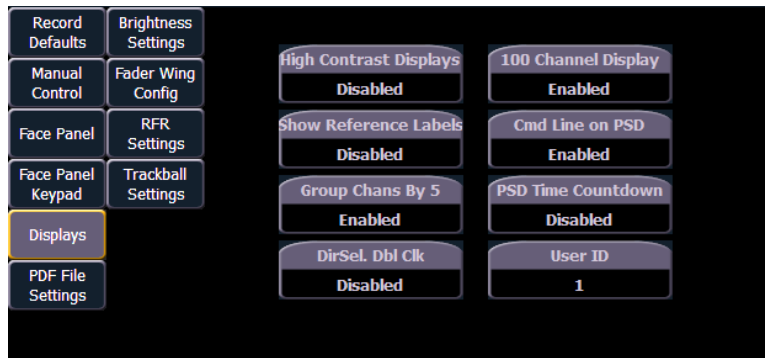 Record
Defaults
Brightness
Settings
Manual
Control
Fader Wing
Config
Face Panel
RFR
Settings
Face Panel
Keypad
Trackball
Settings
Displays
PDF File
Settings
High Contrast Displays
Disabled
100 Channel Display
Enabled
Show Reference Labels
Disabled
Cmd Line on PSD
Enabled
Group Chans By 5
Enabled
PSD Time Countdown
Disabled
DirSel. Dbl Clk
Disabled
User ID
1